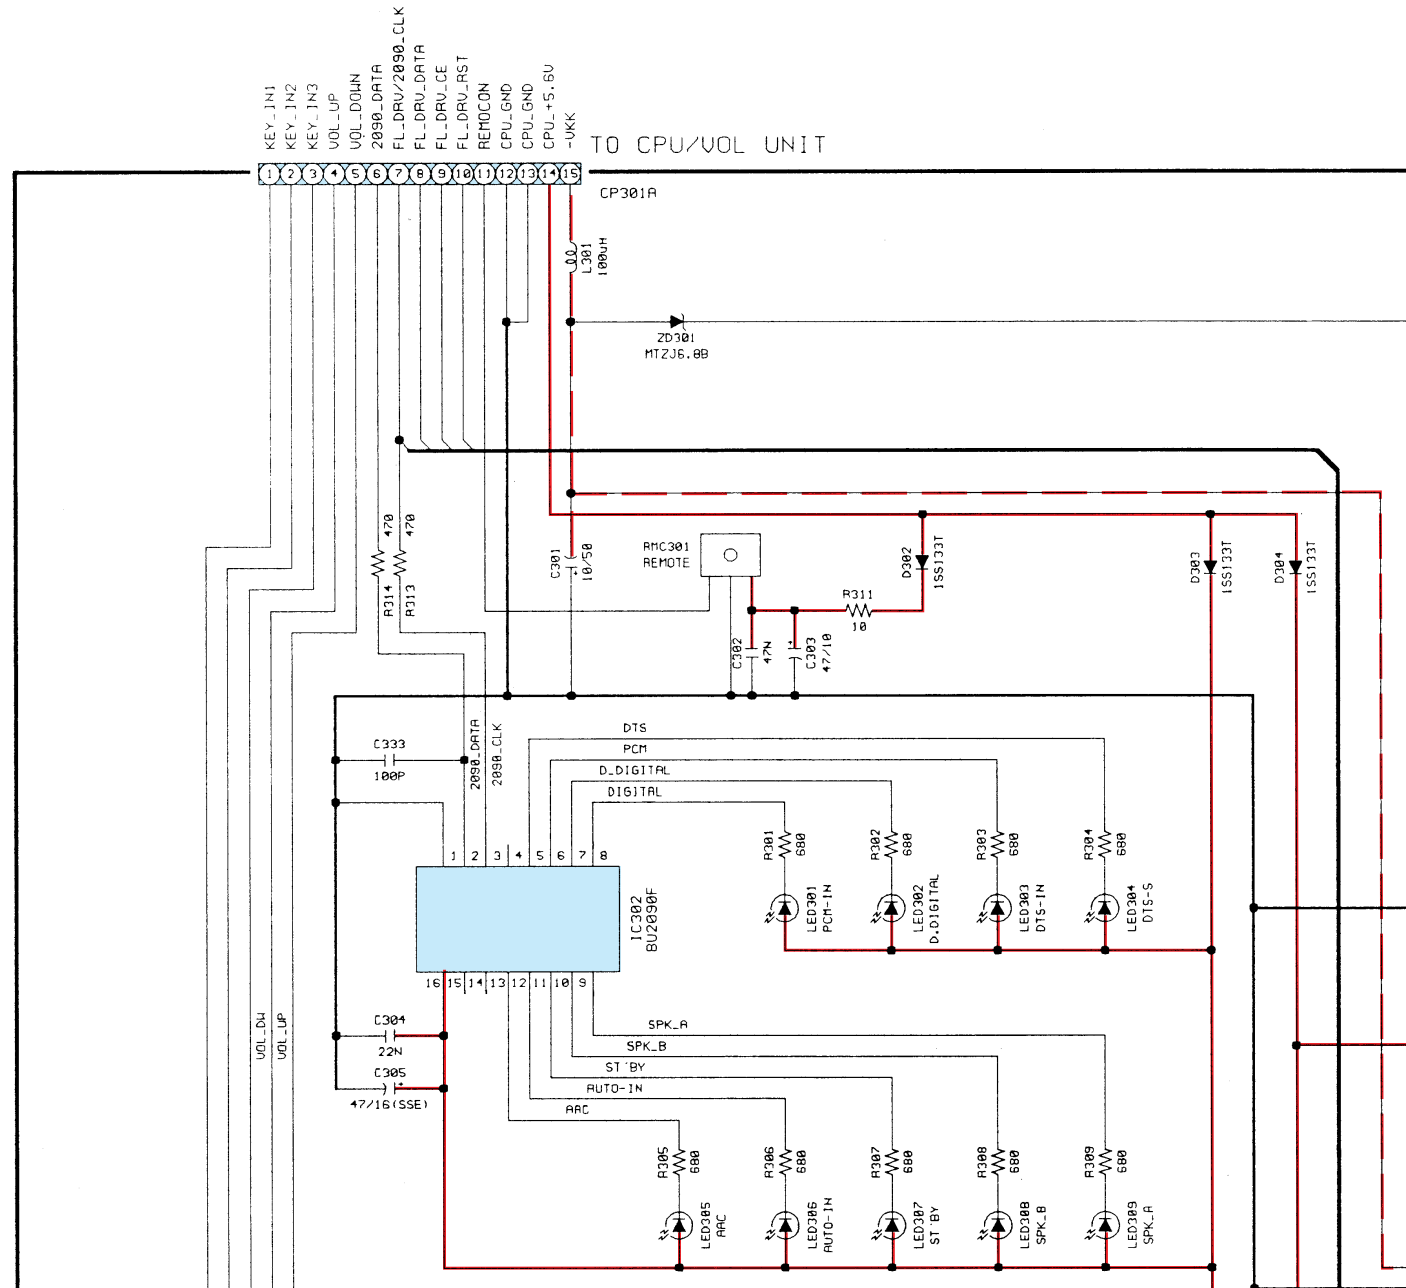 KEY_IN1
KEY_IN2
KEY_IN3
VOL_UP
VOL_DOWN
2090_DATA
FL_DRV/2090_CLK
FL_DRV_DATA
FL_DRV_CE
FL_DRV_RST
REMOCON
CPU_GND
CPU_GND
CPU_+5.6V
-VKK
TO CPU/VOL UNIT
1 2 3 4 5 6 7 8 9 10 11 12 13 14 15
CP301A
L301
100uH
ZD301
MTZJ6.8B
470
470
R314
R313
C301
10/50
+
RMC301
REMOTE
D302
1SS133T
D303
1SS133T
D304
1SS133T
R311
10
C302
47N
+
C303
47/10
2090_DATA
2090_CLK
C333
100P
DTS
PCM
D_DIGITAL
DIGITAL
R301
680
R302
680
R303
680
R304
680
1 2 3 4 5 6 7 8
IC302
BU2090F
LED301
PCM-IN
LED302
D.DIGITAL
LED303
DTS-IN
LED304
DTS-S
16 15 14 13 12 11 10 9
VOL_DW
VOL_UP
C304
22N
C305
+
47/16(SSE)
SPK_A
SPK_B
ST'BY
AUTO-IN
AAC
R305
680
R306
680
R307
680
R308
680
R309
680
LED305
AAC
LED306
AUTO-IN
LED307
ST'BY
LED308
SPK_B
LED309
SPK_A